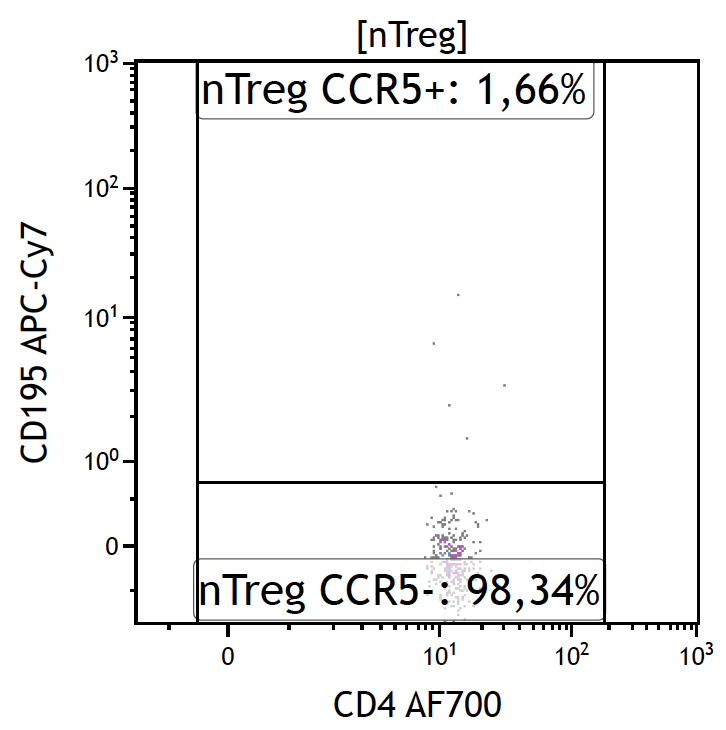 [nTreg]
nTreg CCR5+: 1,66%
10³
10²
10¹
10⁰
0
CD195 APC-Cy7
nTreg CCR5-: 98,34%
0
10¹
10²
10³
CD4 AF700